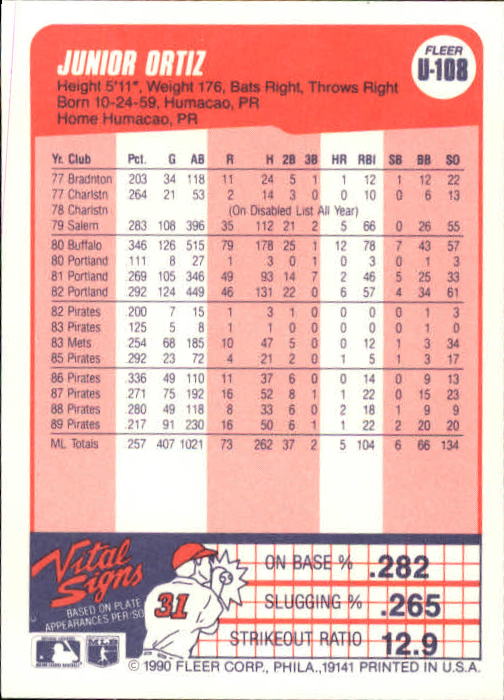 JUNIOR ORTIZ
FLEER
U-108
Height 5'11", Weight 176, Bats Right, Throws Right
Born 10-24-59, Humacao, PR
Home Humacao, PR
Yr. Club Pct. G AB R H 2B 3B HR RBI SB BB SO
77 Bradnton .203 34 118 11 24 5 1 1 12 1 12 22
77 Charlstn .264 21 53 2 14 3 0 0 10 0 6 13
78 Charlstn (On Disabled List All Year)
79 Salem .283 108 396 35 112 21 2 5 66 0 26 55
80 Buffalo .346 126 515 79 178 25 1 12 78 7 43 57
80 Portland .111 8 27 1 3 0 1 0 3 0 1 3
81 Portland .269 105 346 49 93 14 7 2 46 5 25 33
82 Portland .292 124 449 46 131 22 0 6 57 4 34 61
82 Pirates .200 7 15 1 3 1 0 0 0 0 1 3
83 Pirates .125 5 8 1 1 0 0 0 0 0 1 0
83 Mets .254 68 185 10 47 5 0 0 12 1 3 34
85 Pirates .292 23 72 4 21 2 0 1 5 1 3 17
86 Pirates .336 49 110 11 37 6 0 0 14 0 9 13
87 Pirates .271 75 192 16 52 8 1 1 22 0 15 23
88 Pirates .280 49 118 8 33 6 0 2 18 1 9 9
89 Pirates .217 91 230 16 50 6 1 1 22 2 20 20
ML Totals .257 407 1021 73 262 37 2 5 104 6 66 134
Vital
Signs
BASED ON PLATE
APPEARANCES PER/SO
31
ON BASE % .282
SLUGGING % .265
STRIKEOUT RATIO 12.9
© 1990 FLEER CORP., PHILA., 19141 PRINTED IN U.S.A.